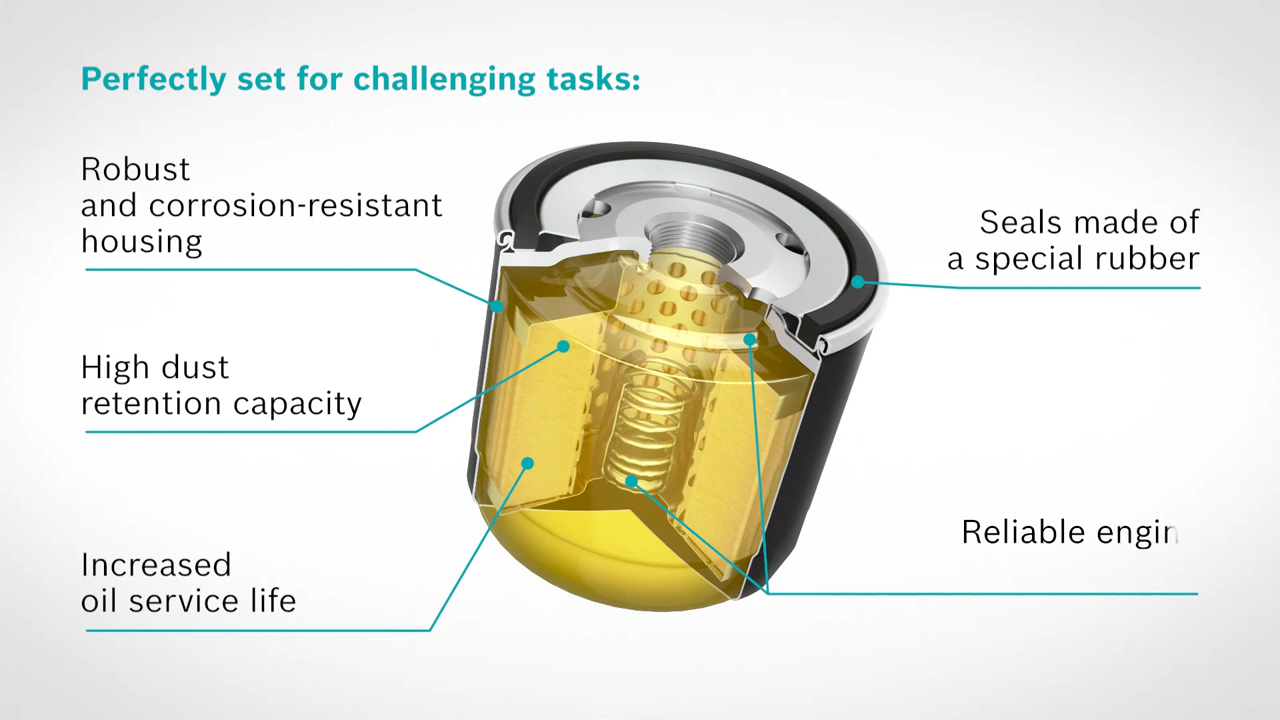 Perfectly set for challenging tasks:
Robust
and corrosion-resistant
housing
High dust
retention capacity
Increased
oil service life
Seals made of
a special rubber
Reliable engin